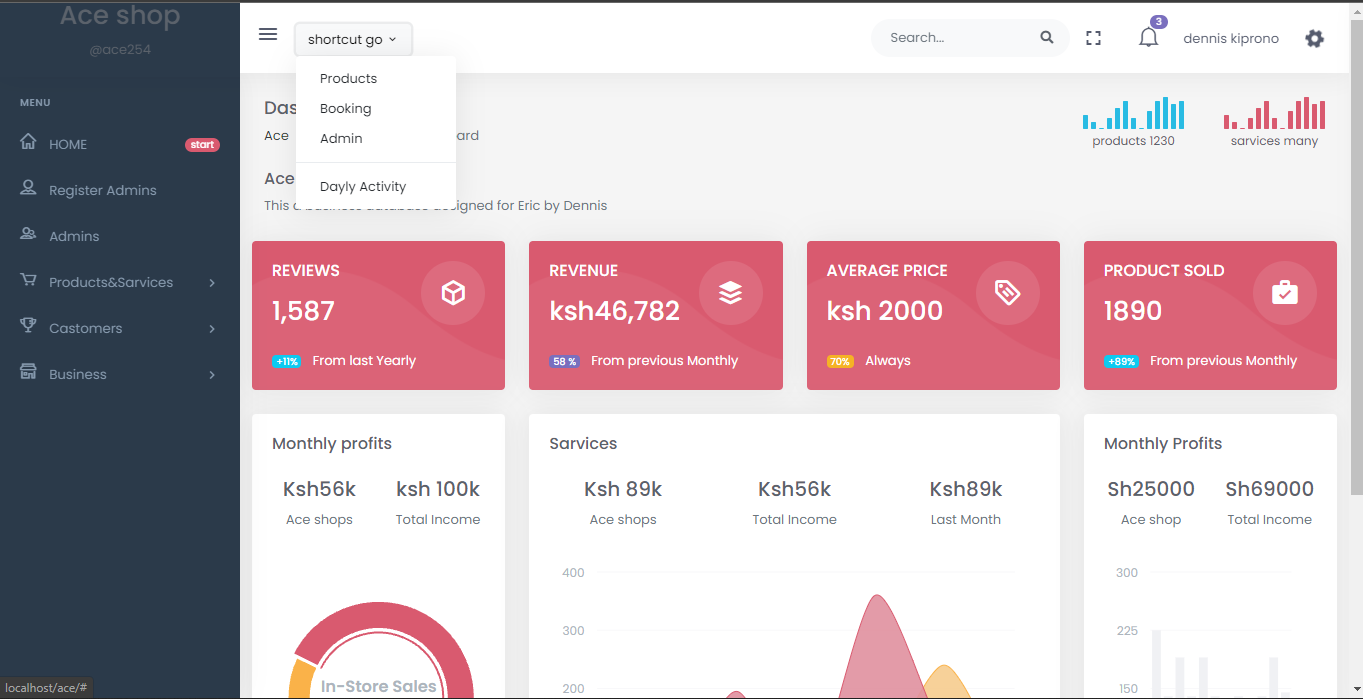 Ace shop
@ace254
MENU
HOME start
Register Admins
Admins
Products&Sarvices
Castomers
Business
shortcut go
Products
Booking
Admin
Dayly Activity
Search...
3
dennis kiprono
Das
Ace ard
products 1230
sarvices many
Ace
This a business database designed for Eric by Dennis
REVIEWS
1,587
+11% From last Yearly
REVENUE
ksh46,782
58 % From previous Monthly
AVERAGE PRICE
ksh 2000
70% Always
PRODUCT SOLD
1890
+89% From previous Monthly
Monthly profits
Ksh56k ksh 100k
Ace shops Total Income
In-Store Sales
Sarvices
Ksh 89k Ksh56k Ksh89k
Ace shops Total Income Last Month
400
300
200
Monthly Profits
Sh25000 Sh69000
Ace shop Total Income
300
225
150
localhost/ace/#